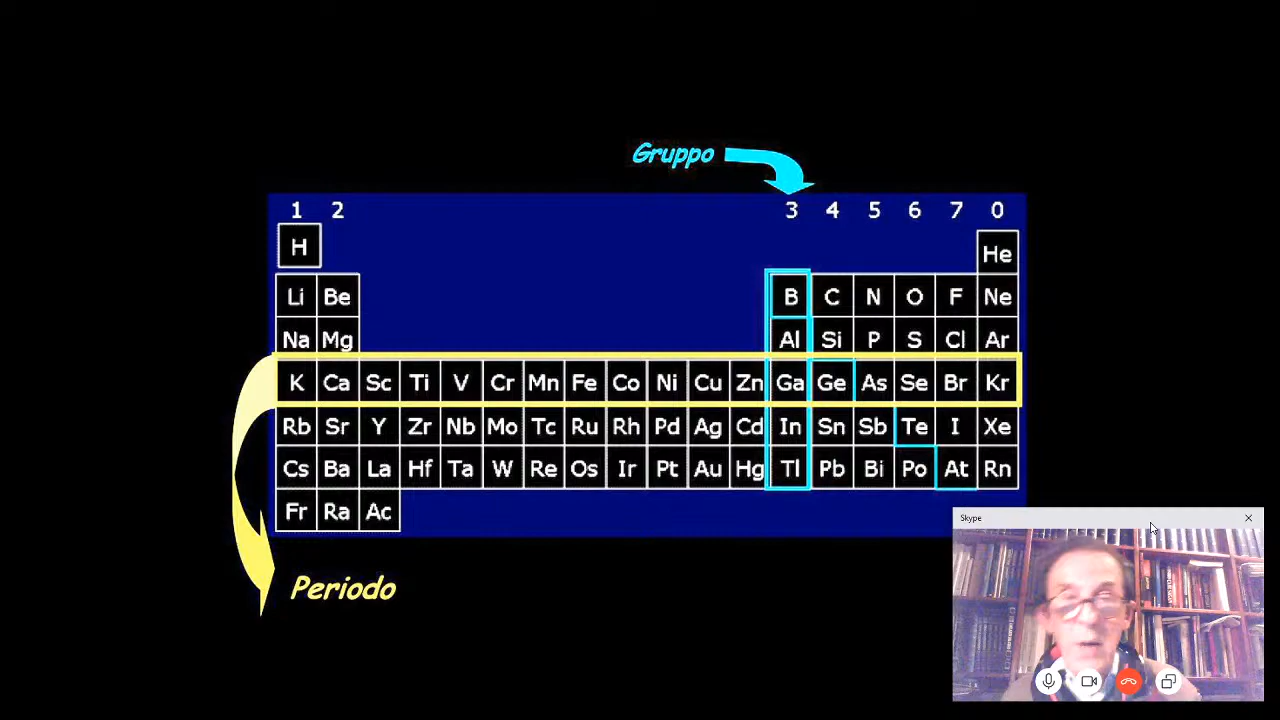 Gruppo
1 2 3 4 5 6 7 0
H He
Li Be B C N O F Ne
Na Mg Al Si P S Cl Ar
K Ca Sc Ti V Cr Mn Fe Co Ni Cu Zn Ga Ge As Se Br Kr
Rb Sr Y Zr Nb Mo Tc Ru Rh Pd Ag Cd In Sn Sb Te I Xe
Cs Ba La Hf Ta W Re Os Ir Pt Au Hg Tl Pb Bi Po At Rn
Fr Ra Ac
Skype
Periodo